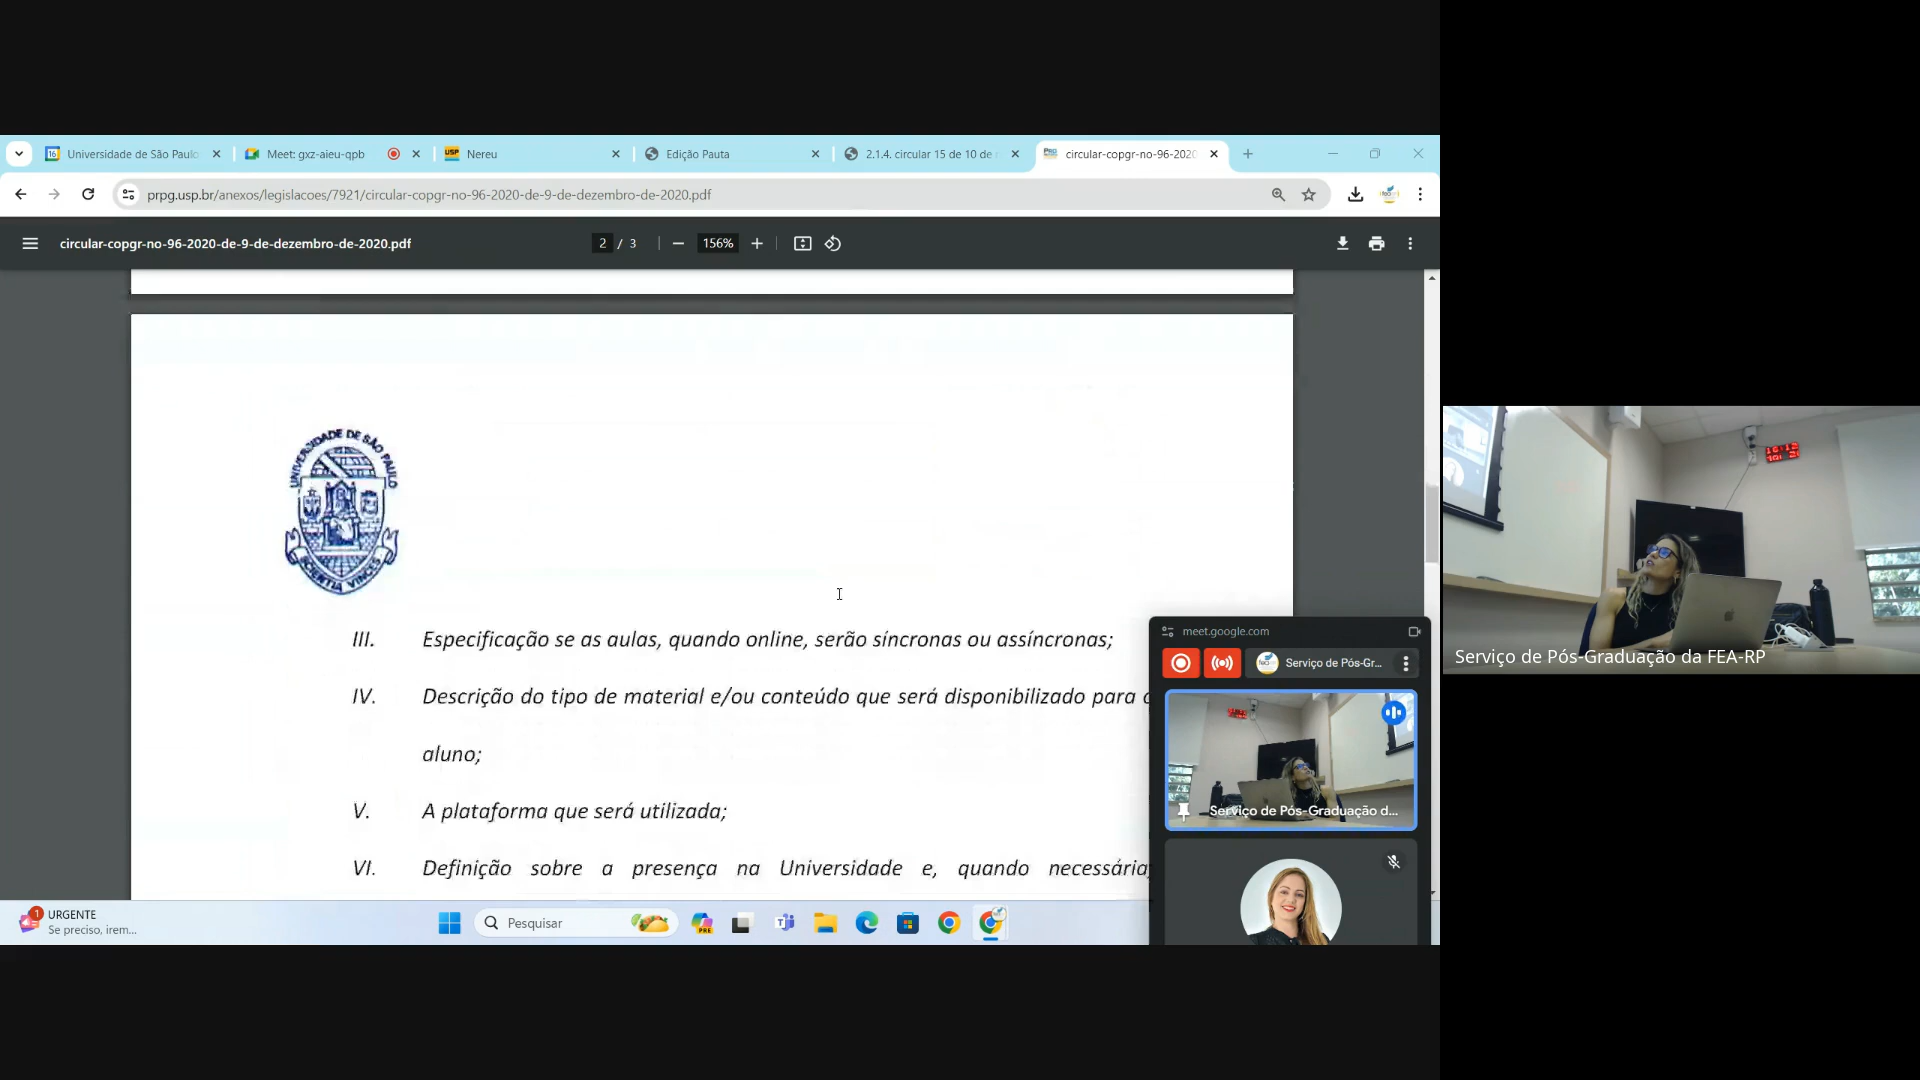 Universidade de São Paulo
Meet: gxz-aieu-qpb
Nereu
Edição Pauta
2.1.4. circular 15 de 10 de
circular-copgr-no-96-2020
prpg.usp.br/anexos/legislacoes/7921/circular-copgr-no-96-2020-de-9-de-dezembro-de-2020.pdf
circular-copgr-no-96-2020-de-9-de-dezembro-de-2020.pdf
2 / 3
156%
UNIVERSIDADE DE SÃO PAULO
SCIENTIA VINCES
III. Especificação se as aulas, quando online, serão síncronas ou assíncronas;
IV. Descrição do tipo de material e/ou conteúdo que será disponibilizado para
aluno;
V. A plataforma que será utilizada;
VI. Definição sobre a presença na Universidade e, quando necessária,
meet.google.com
Serviço de Pós-Gr...
Serviço de Pós-Graduação d...
Serviço de Pós-Graduação da FEA-RP
1
URGENTE
Se preciso, irem...
Pesquisar
PRE